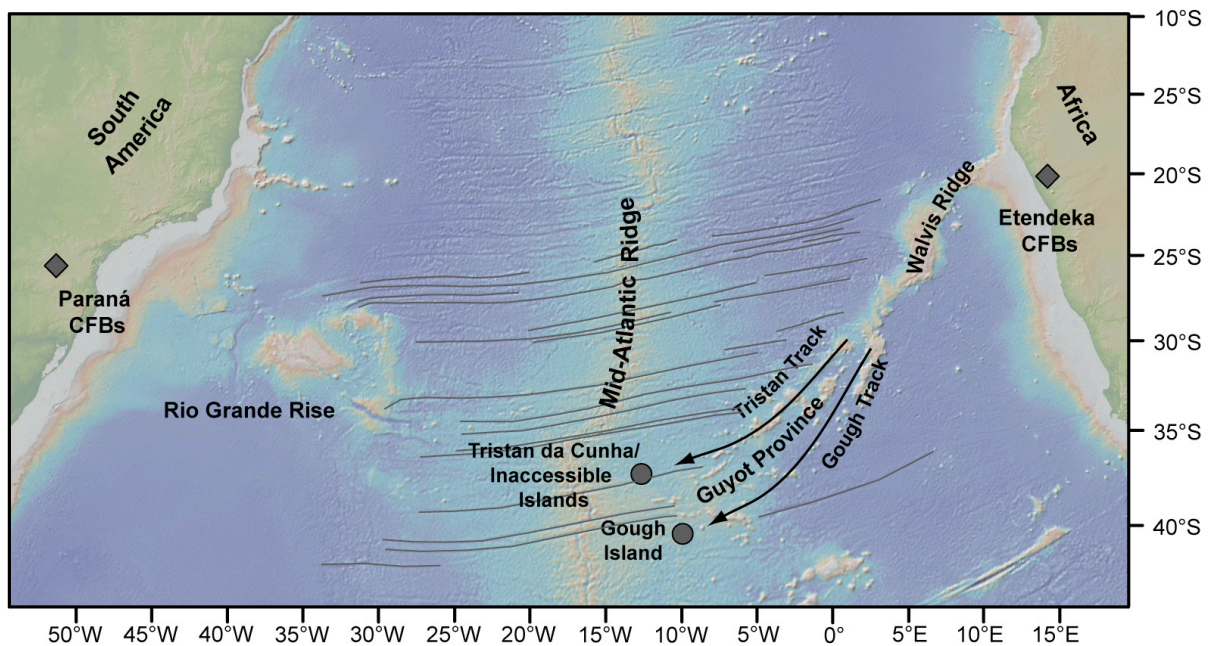 10°S
25°S
20°S
25°S
30°S
35°S
40°S
South
America
Africa
Walvis Ridge
Etendeka
CFBs
Paraná
CFBs
Mid-Atlantic Ridge
Rio Grande Rise
Tristan Track
Gough Track
Guyot Province
Tristan da Cunha/
Inaccessible
Islands
Gough
Island
50°W
45°W
40°W
35°W
30°W
25°W
20°W
15°W
10°W
5°W
0°
5°E
10°E
15°E